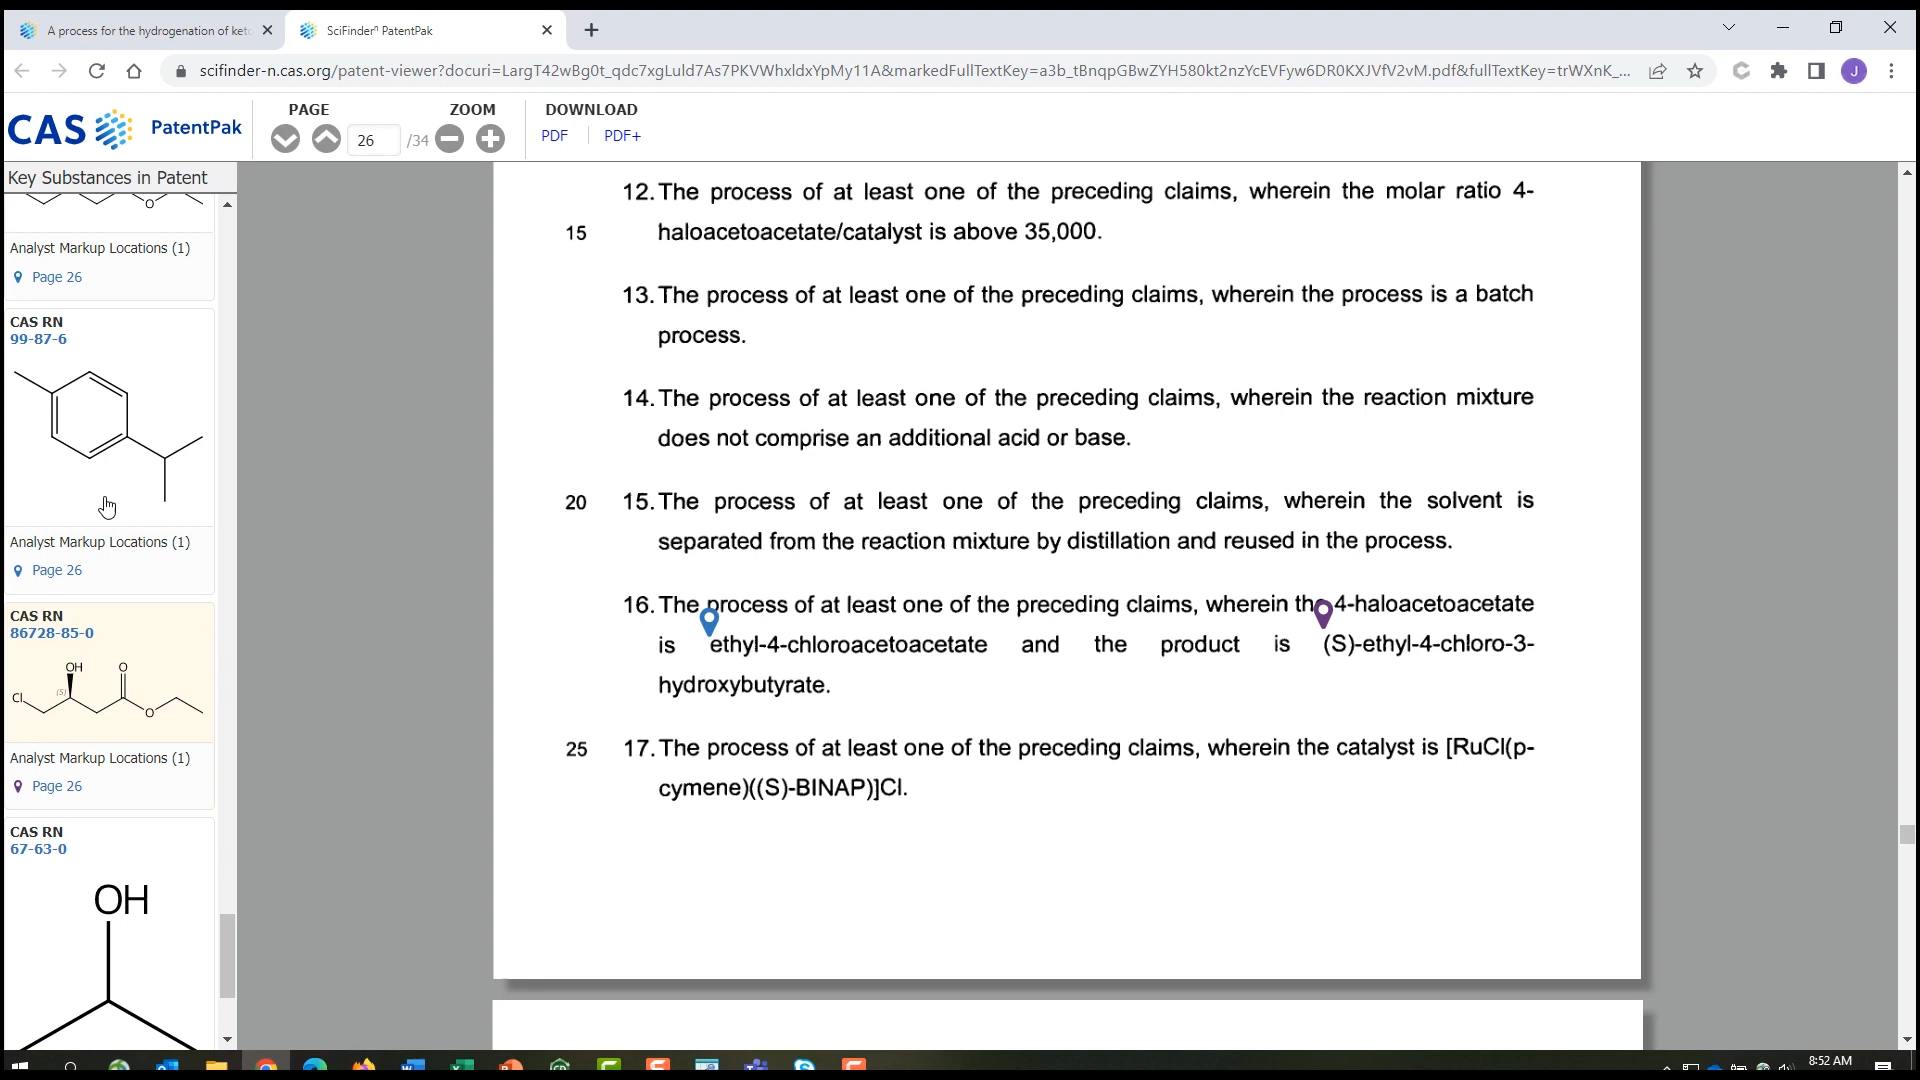 A process for the hydrogenation of keto
SciFinderⁿ PatentPak
scifinder-n.cas.org/patent-viewer?docuri=LargT42wBg0t_qdc7xgLuld7As7PKVWhxldxYpMy11A&markedFullTextKey=a3b_tBnqpGBwZYH580kt2nzYcEVFyw6DR0KXJVfV2vM.pdf&fullTextKey=trWXnK_...
J
CAS PatentPak
PAGE
26 /34
ZOOM
DOWNLOAD
PDF | PDF+
Key Substances in Patent
O
Analyst Markup Locations (1)
Page 26
CAS RN
99-87-6
Analyst Markup Locations (1)
Page 26
CAS RN
86728-85-0
OH O
Cl (S) O
Analyst Markup Locations (1)
Page 26
CAS RN
67-63-0
OH
12. The process of at least one of the preceding claims, wherein the molar ratio 4-
15 haloacetoacetate/catalyst is above 35,000.
13. The process of at least one of the preceding claims, wherein the process is a batch
process.
14. The process of at least one of the preceding claims, wherein the reaction mixture
does not comprise an additional acid or base.
20 15. The process of at least one of the preceding claims, wherein the solvent is
separated from the reaction mixture by distillation and reused in the process.
16. The process of at least one of the preceding claims, wherein the 4-haloacetoacetate
is ethyl-4-chloroacetoacetate and the product is (S)-ethyl-4-chloro-3-
hydroxybutyrate.
25 17. The process of at least one of the preceding claims, wherein the catalyst is [RuCl(p-
cymene)((S)-BINAP)]Cl.
8:52 AM